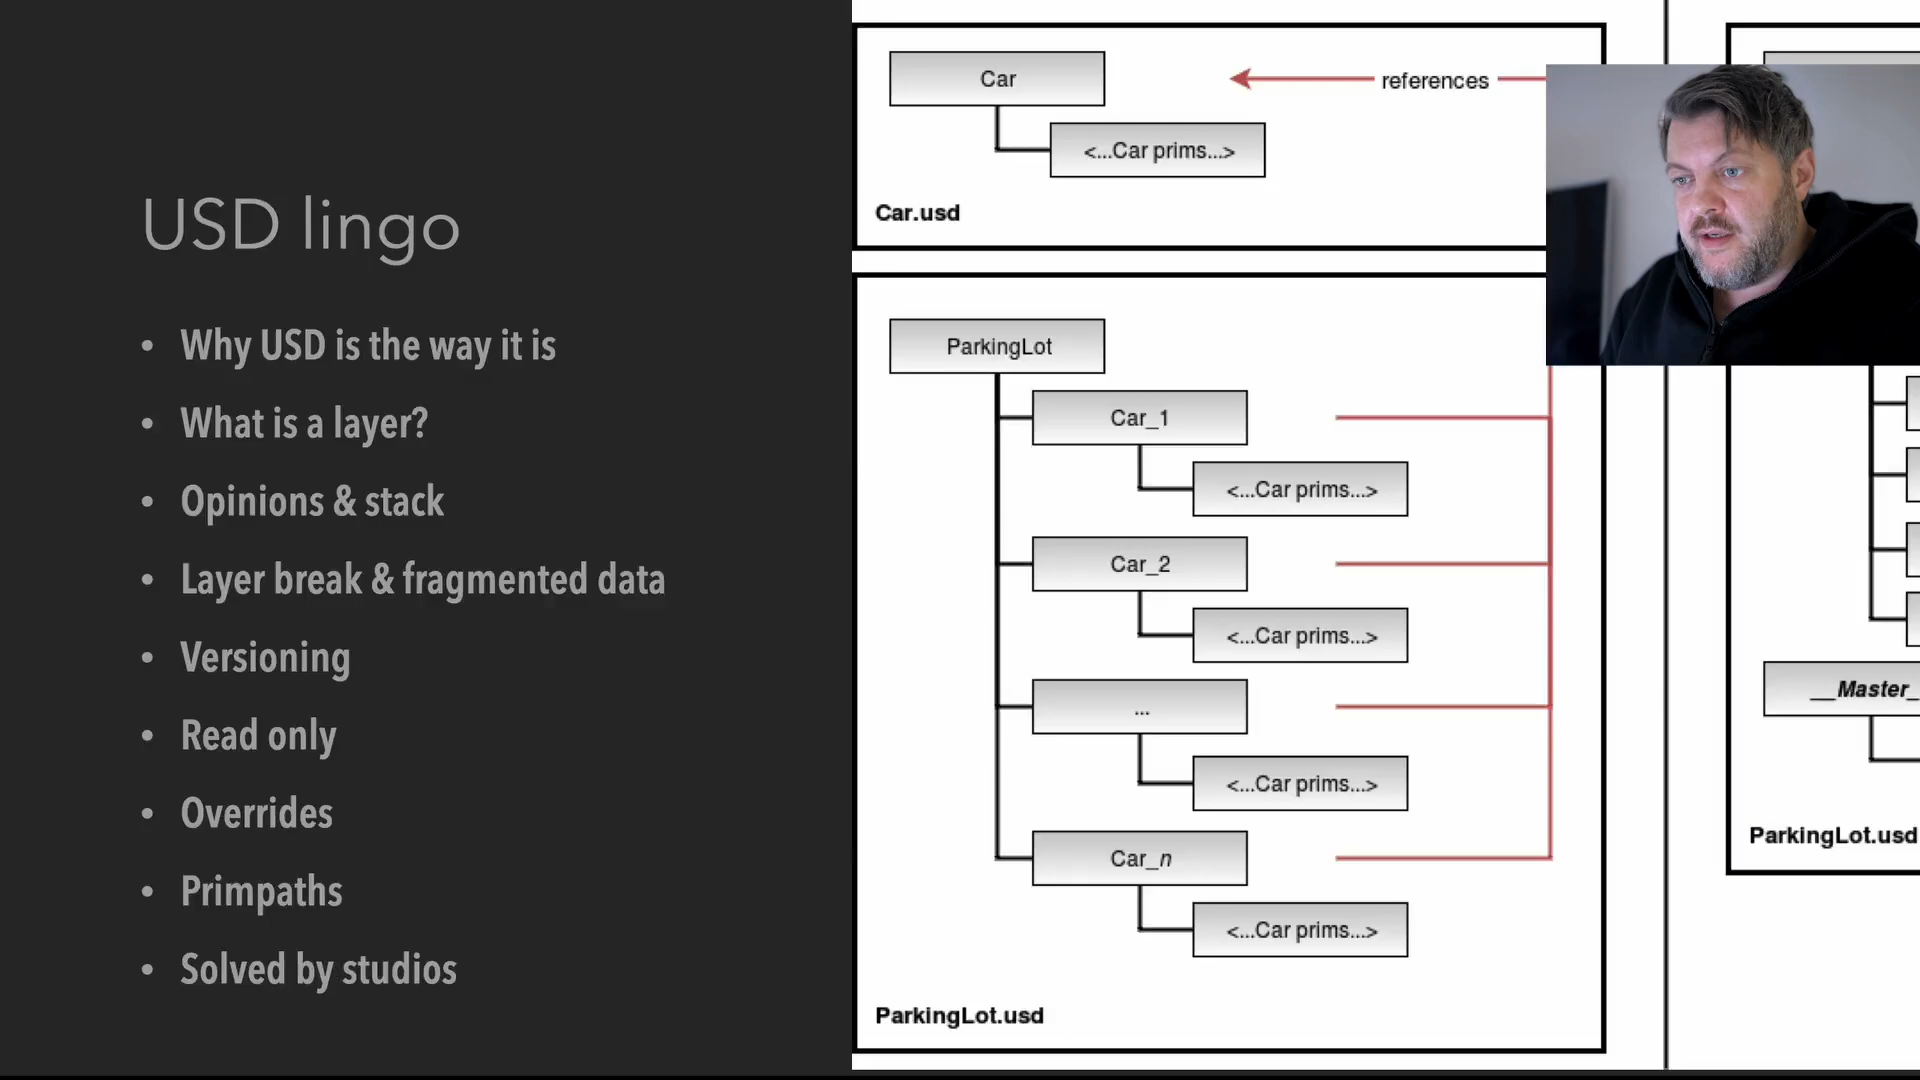 USD lingo
• Why USD is the way it is
• What is a layer?
• Opinions & stack
• Layer break & fragmented data
• Versioning
• Read only
• Overrides
• Primpaths
• Solved by studios
Car
references
<...Car prims...>
Car.usd
ParkingLot
Car_1
<...Car prims...>
Car_2
<...Car prims...>
...
<...Car prims...>
Car_n
<...Car prims...>
ParkingLot.usd
__Master_
ParkingLot.usd